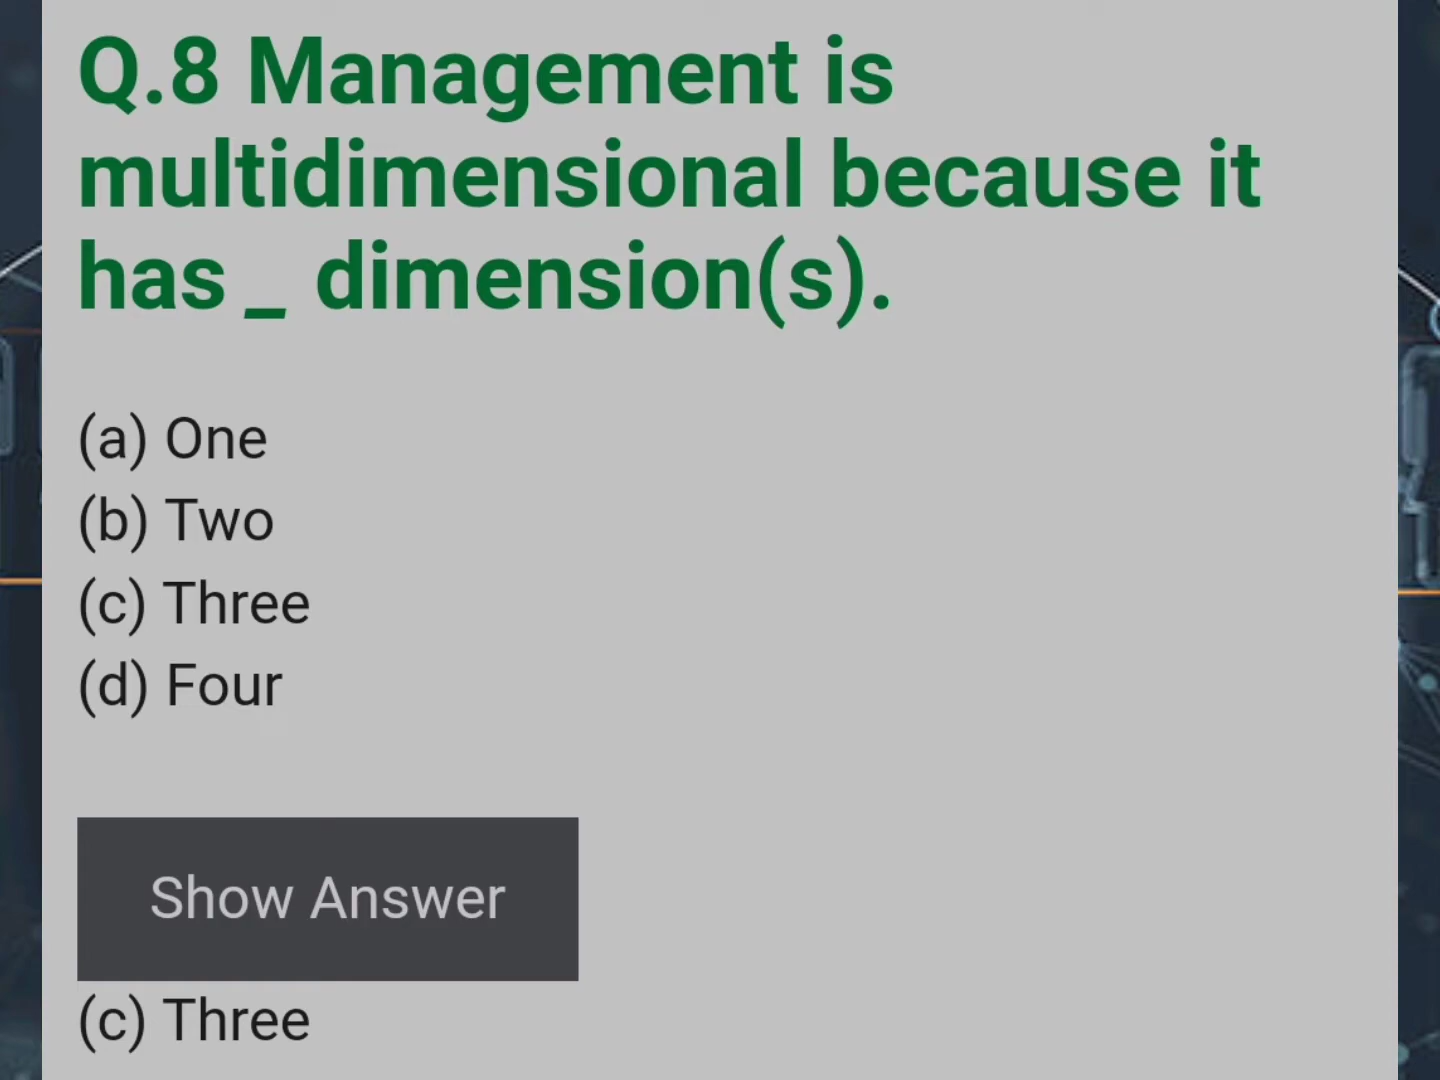 Q.8 Management is
multidimensional because it
has _ dimension(s).
(a) One
(b) Two
(c) Three
(d) Four
Show Answer
(c) Three